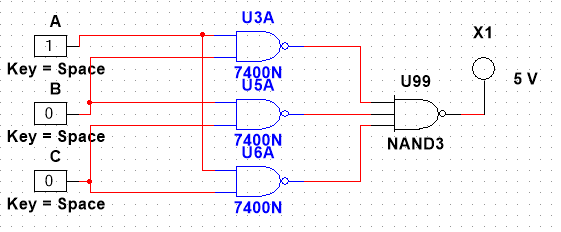 A
1
Key = Space
B
0
Key = Space
C
0
Key = Space
U3A
7400N
U5A
7400N
U6A
7400N
U99
NAND3
X1
5 V